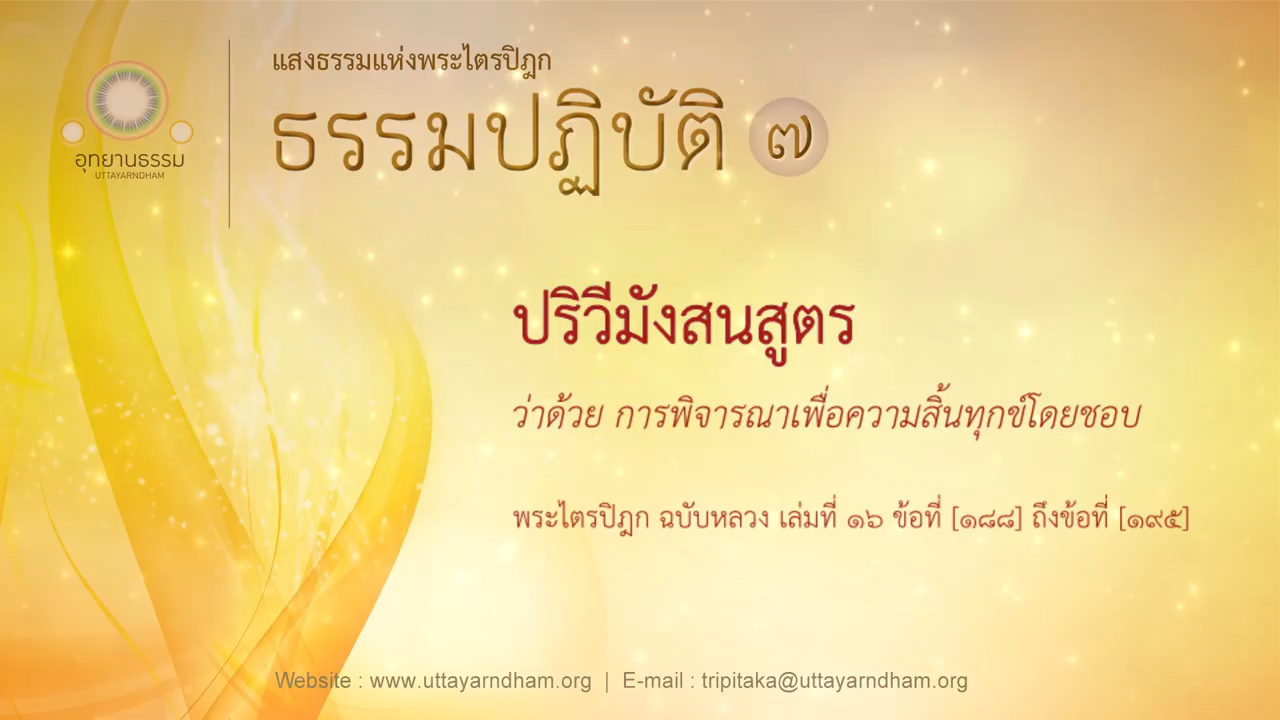 แสงธรรมแห่งพระไตรปิฎก
ธรรมปฏิบัติ ๗
อุทยานธรรม
UTTAYARNDHAM
ปริวีมังสนสูตร
ว่าด้วย การพิจารณาเพื่อความสิ้นทุกข์โดยชอบ
พระไตรปิฎก ฉบับหลวง เล่มที่ ๑๖ ข้อที่ [๑๘๘] ถึงข้อที่ [๑๙๕]
Website : www.uttayarndham.org | E-mail : tripitaka@uttayarndham.org